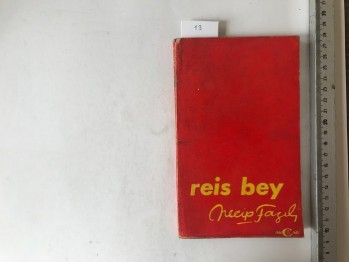 13
reis bey
Necip Fazıl